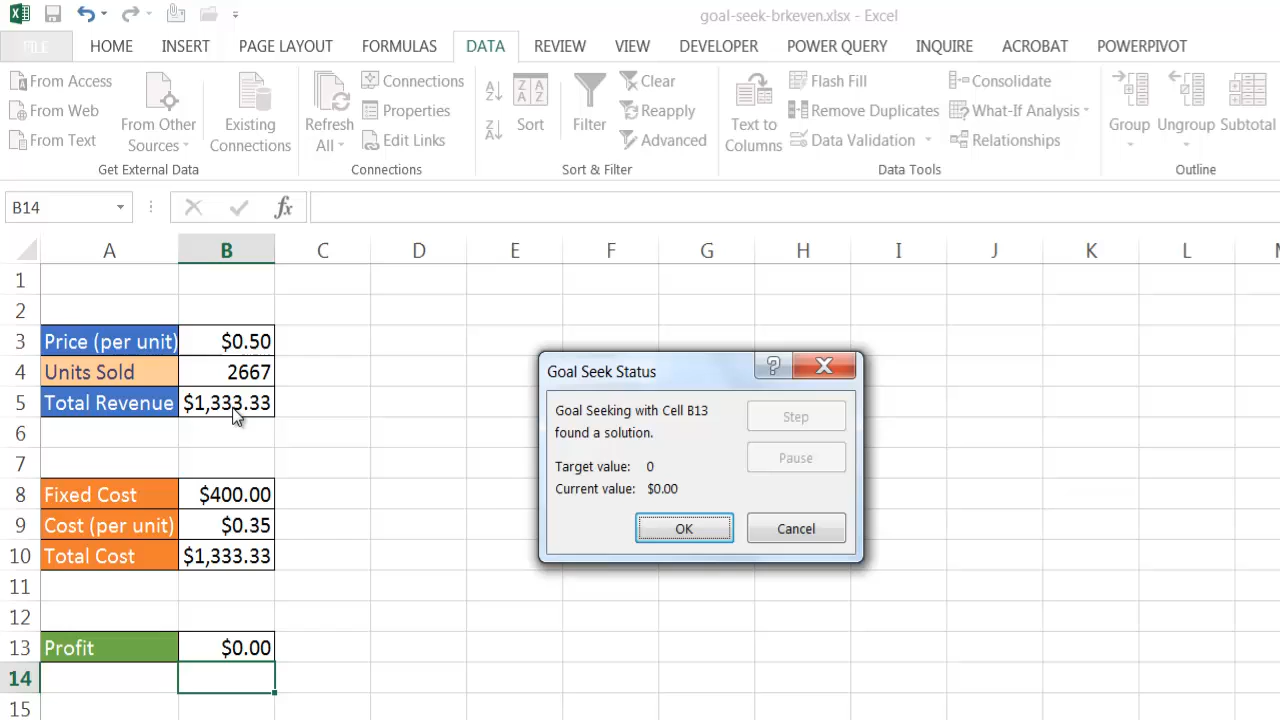 goal-seek-brkeven.xlsx - Excel
FILE HOME INSERT PAGE LAYOUT FORMULAS DATA REVIEW VIEW DEVELOPER POWER QUERY INQUIRE ACROBAT POWERPIVOT
From Access
From Web
From Text
From Other
Sources
Existing
Connections
Get External Data
Refresh
All
Connections
Properties
Edit Links
Connections
A Z
Z A
Z A
A Z
Sort
Filter
Clear
Reapply
Advanced
Sort & Filter
Text to
Columns
Flash Fill
Remove Duplicates
Data Validation
Consolidate
What-If Analysis
Relationships
Data Tools
Group
Ungroup
Subtotal
Outline
B14
fx
A B C D E F G H I J K L M
1
2
3 Price (per unit) $0.50
4 Units Sold 2667
5 Total Revenue $1,333.33
6
7
8 Fixed Cost $400.00
9 Cost (per unit) $0.35
10 Total Cost $1,333.33
11
12
13 Profit $0.00
14
15
Goal Seek Status
?
Goal Seeking with Cell B13
found a solution.
Target value: 0
Current value: $0.00
Step
Pause
OK
Cancel